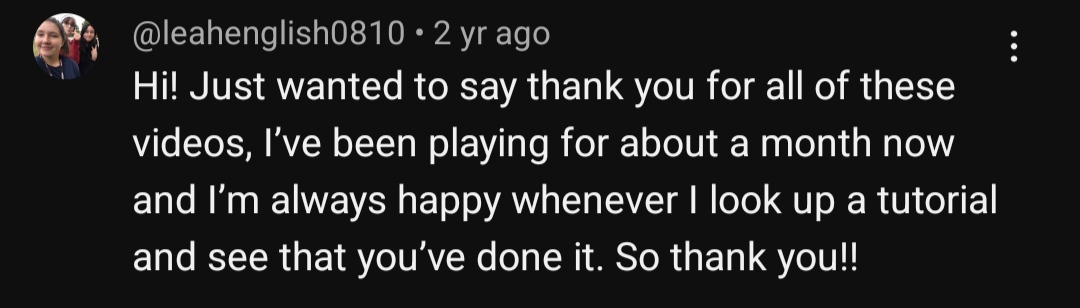 @leahenglish0810 • 2 yr ago
Hi! Just wanted to say thank you for all of these
videos, I’ve been playing for about a month now
and I’m always happy whenever I look up a tutorial
and see that you’ve done it. So thank you!!